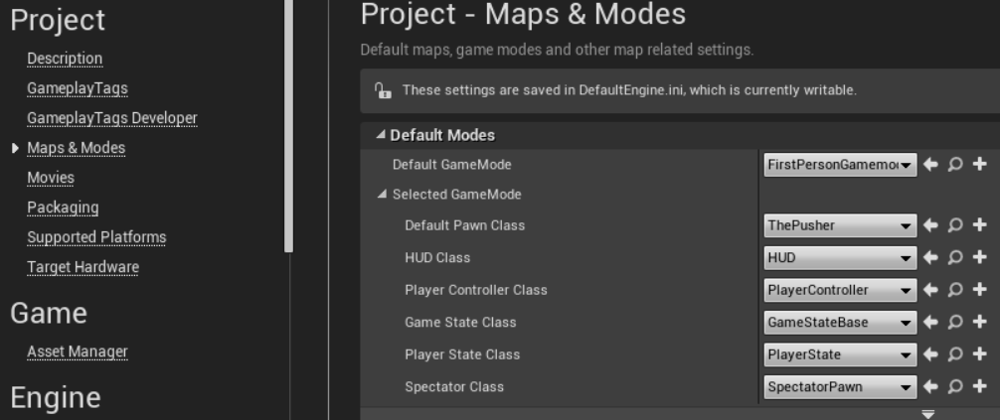 Project
Description
GameplayTags
GameplayTags Developer
Maps & Modes
Movies
Packaging
Supported Platforms
Target Hardware
Game
Asset Manager
Engine
Project - Maps & Modes
Default maps, game modes and other map related settings.
These settings are saved in DefaultEngine.ini, which is currently writable.
Default Modes
Default GameMode FirstPersonGamemo
Selected GameMode
Default Pawn Class ThePusher
HUD Class HUD
Player Controller Class PlayerController
Game State Class GameStateBase
Player State Class PlayerState
Spectator Class SpectatorPawn